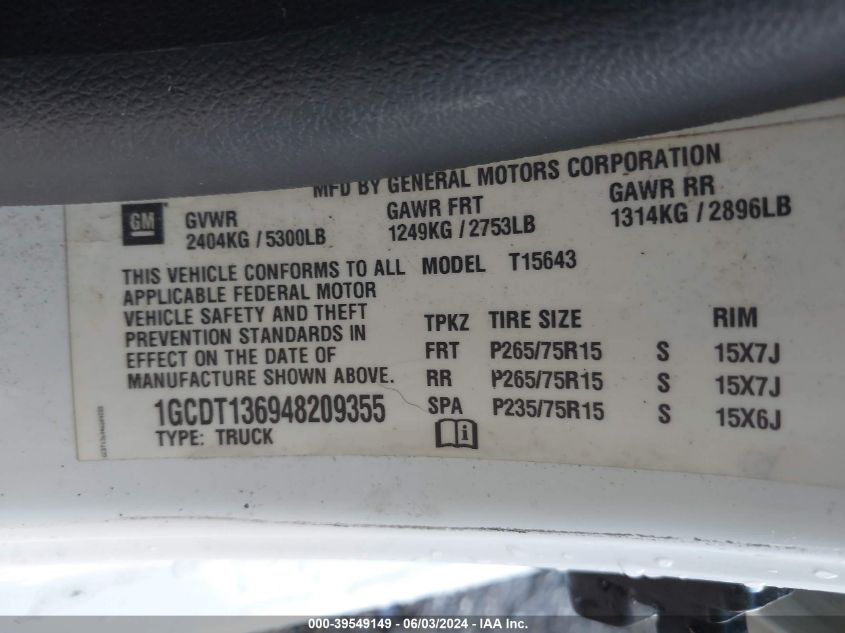 MFD BY GENERAL MOTORS CORPORATION
GM
GVWR GAWR FRT GAWR RR
2404KG / 5300LB 1249KG / 2753LB 1314KG / 2896LB
THIS VEHICLE CONFORMS TO ALL
APPLICABLE FEDERAL MOTOR
VEHICLE SAFETY AND THEFT
PREVENTION STANDARDS IN
EFFECT ON THE DATE OF
MANUFACTURE SHOWN ABOVE.
1GCDT136948209355
TYPE: TRUCK
MODEL T15643
TPKZ TIRE SIZE RIM
FRT P265/75R15 S 15X7J
RR P265/75R15 S 15X7J
SPA P235/75R15 S 15X6J
i
000-39549149 - 06/03/2024 - IAA Inc.